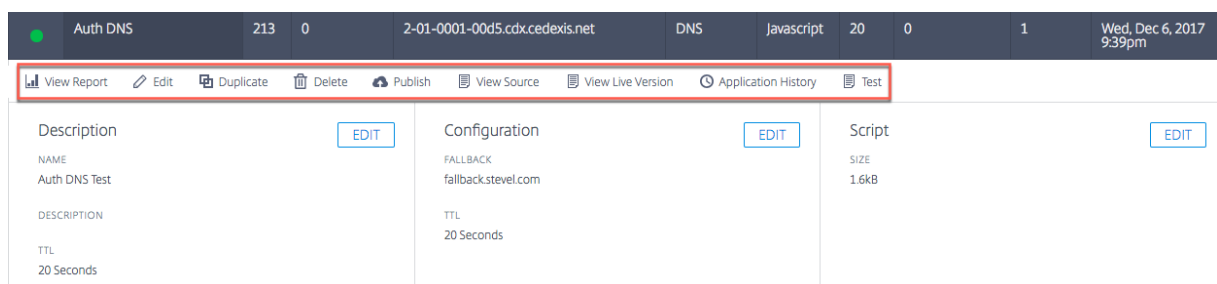 Auth DNS 213 0 2-01-0001-00d5.cdx.cedexis.net DNS Javascript 20 0 1 Wed, Dec 6, 2017
9:39pm
View Report Edit Duplicate Delete Publish View Source View Live Version Application History Test
Description EDIT
NAME
Auth DNS Test
DESCRIPTION
TTL
20 Seconds
Configuration EDIT
FALLBACK
fallback.stevel.com
TTL
20 Seconds
Script EDIT
SIZE
1.6kB